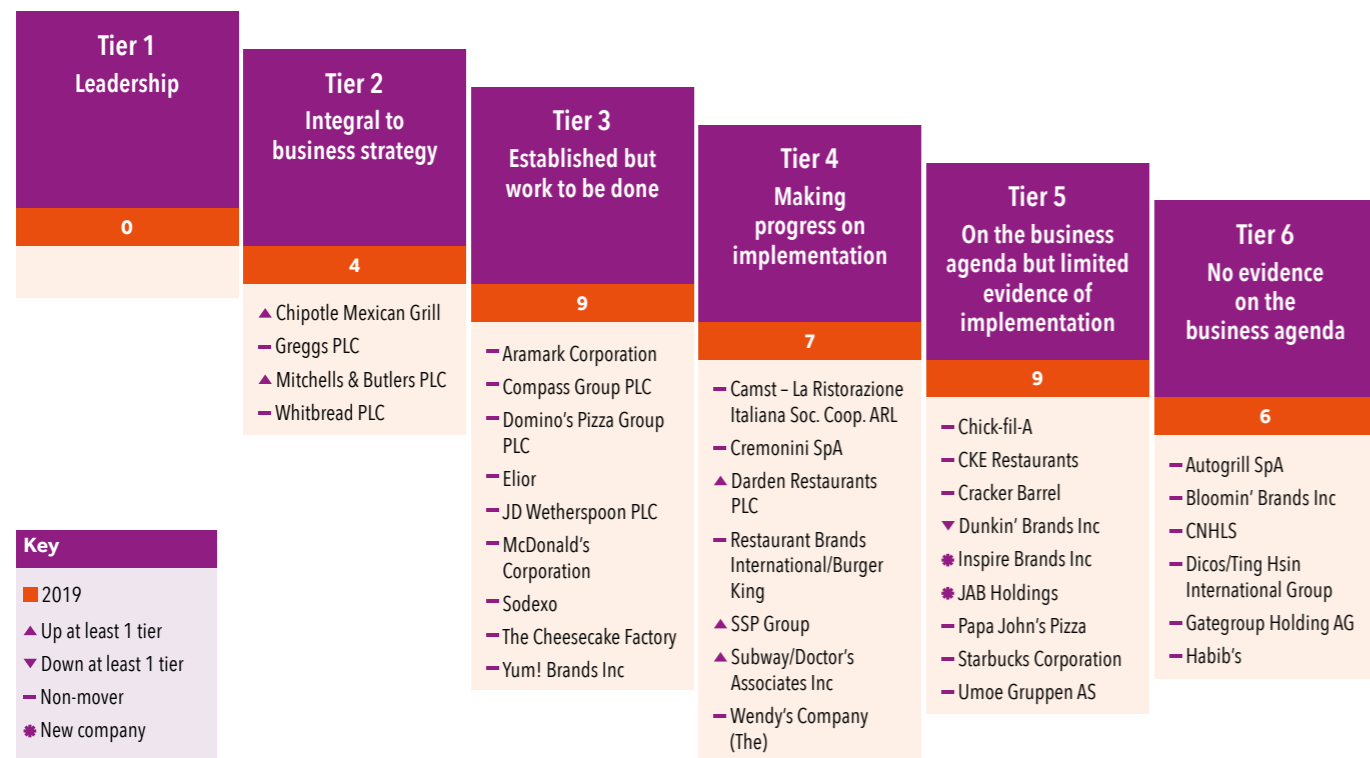 Tier 1
Leadership
0
Tier 2
Integral to
business strategy
4
Chipotle Mexican Grill
Greggs PLC
Mitchells & Butlers PLC
Whitbread PLC
Tier 3
Established but
work to be done
9
Aramark Corporation
Compass Group PLC
Domino's Pizza Group
PLC
Elior
JD Wetherspoon PLC
McDonald's
Corporation
Sodexo
The Cheesecake Factory
Yum! Brands Inc
Tier 4
Making
progress on
implementation
7
Camst – La Ristorazione
Italiana Soc. Coop. ARL
Cremonini SpA
Darden Restaurants
PLC
Restaurant Brands
International/Burger
King
SSP Group
Subway/Doctor's
Associates Inc
Wendy's Company
(The)
Tier 5
On the business
agenda but limited
evidence of
implementation
9
Chick-fil-A
CKE Restaurants
Cracker Barrel
Dunkin' Brands Inc
Inspire Brands Inc
JAB Holdings
Papa John's Pizza
Starbucks Corporation
Umoe Gruppen AS
Tier 6
No evidence
on the
business agenda
6
Autogrill SpA
Bloomin' Brands Inc
CNHLS
Dicos/Ting Hsin
International Group
Gategroup Holding AG
Habib's
Key
2019
Up at least 1 tier
Down at least 1 tier
Non-mover
New company